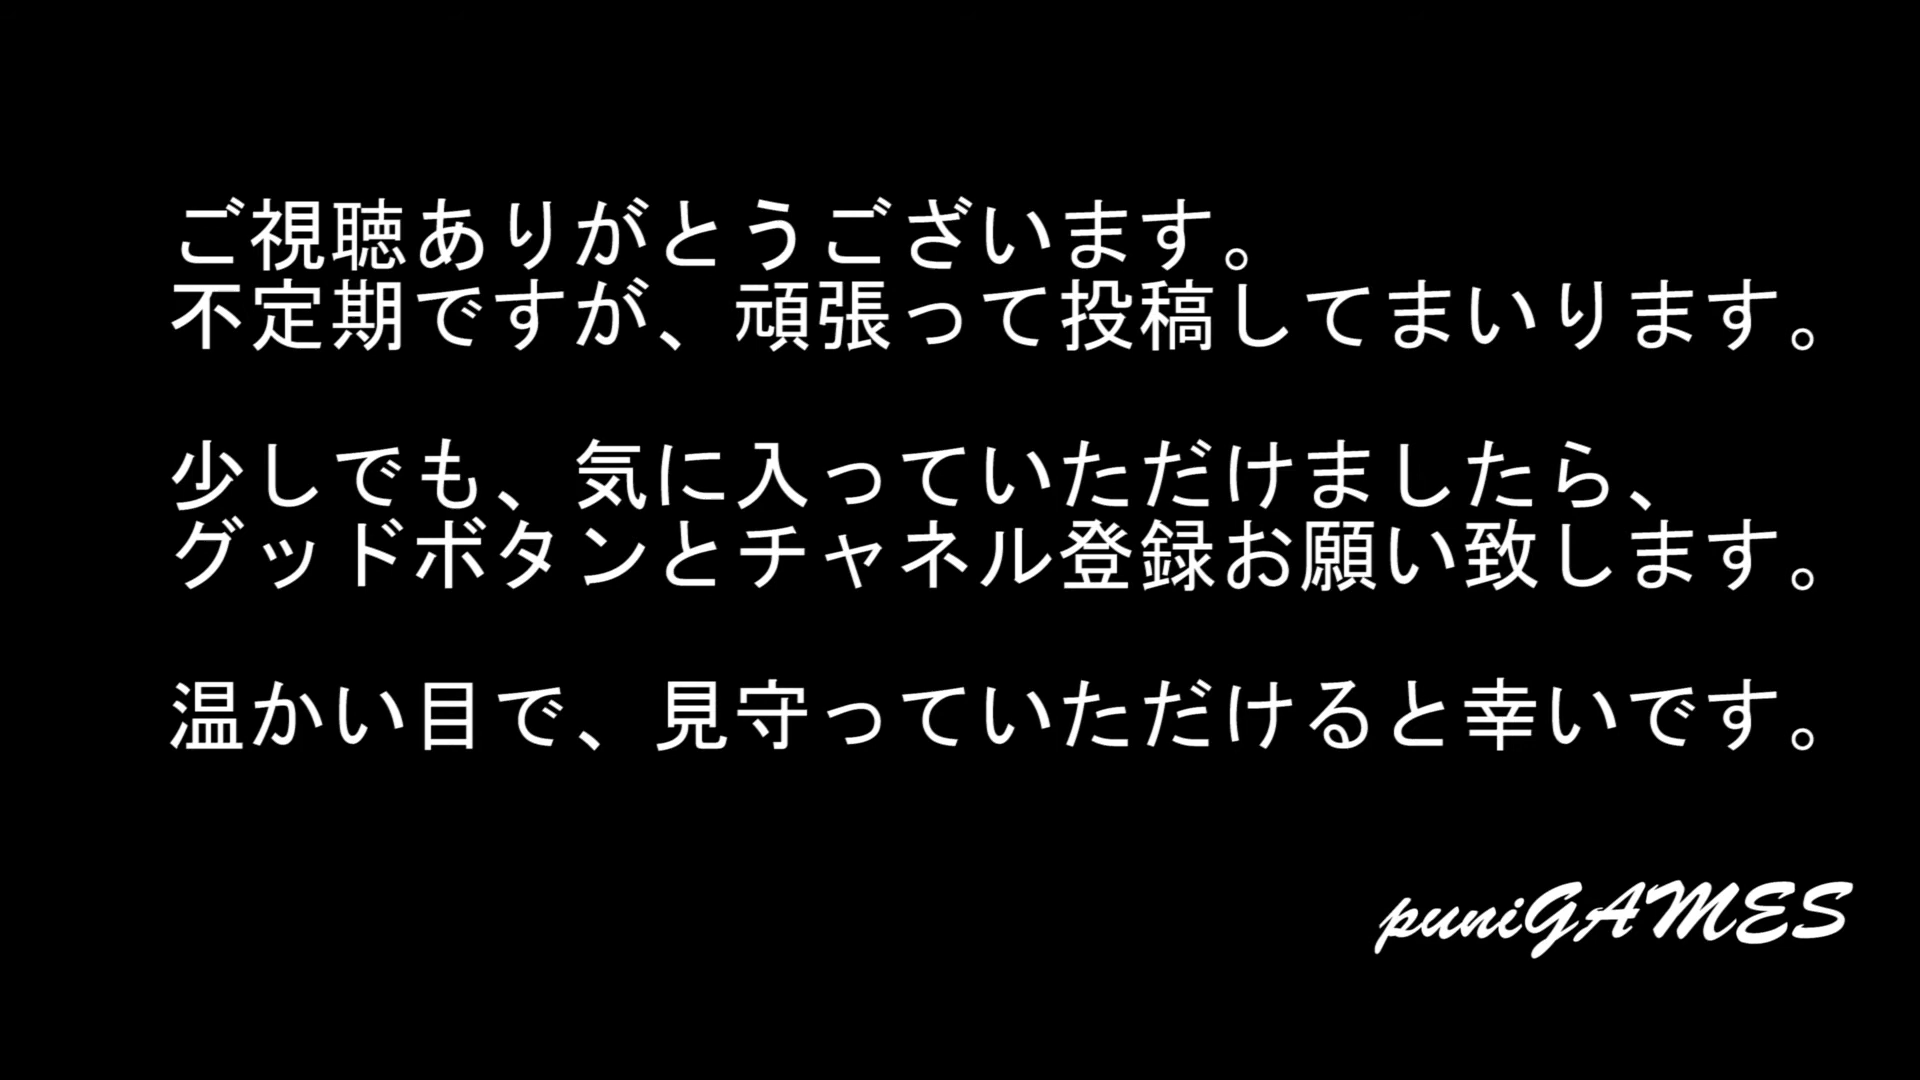 ご視聴ありがとうございます。
不定期ですが、頑張って投稿してまいります。
少しでも、気に入っていただけましたら、
グッドボタンとチャネル登録お願い致します。
温かい目で、見守っていただけると幸いです。
puniGAMES